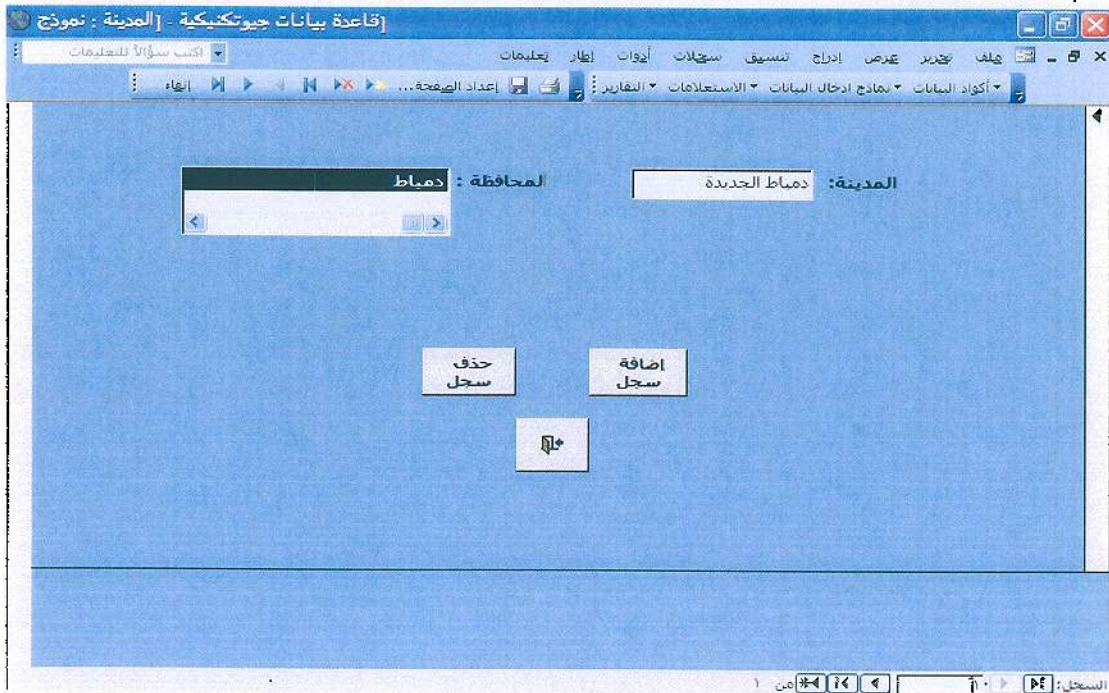 [قاعدة بيانات جيوتكنيكية - [المدينة : نموذج
ملف تحرير عرض إدراج تنسيق سجلات أدوات إطار تعليمات اكتب سؤالاً للتعليمات
أكواد البيانات نماذج ادخال البيانات الاستعلامات التقارير إعداد الصفحة... إنهاء
المدينة: دمياط الجديدة المحافظة : دمياط
إضافة سجل
حذف سجل
السجل: ١ من ١